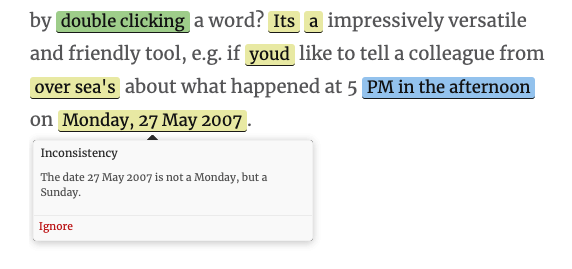 by double clicking a word? Its a impressively versatile
and friendly tool, e.g. if youd like to tell a colleague from
over sea's about what happened at 5 PM in the afternoon
on Monday, 27 May 2007.
Inconsistency
The date 27 May 2007 is not a Monday, but a
Sunday.
Ignore